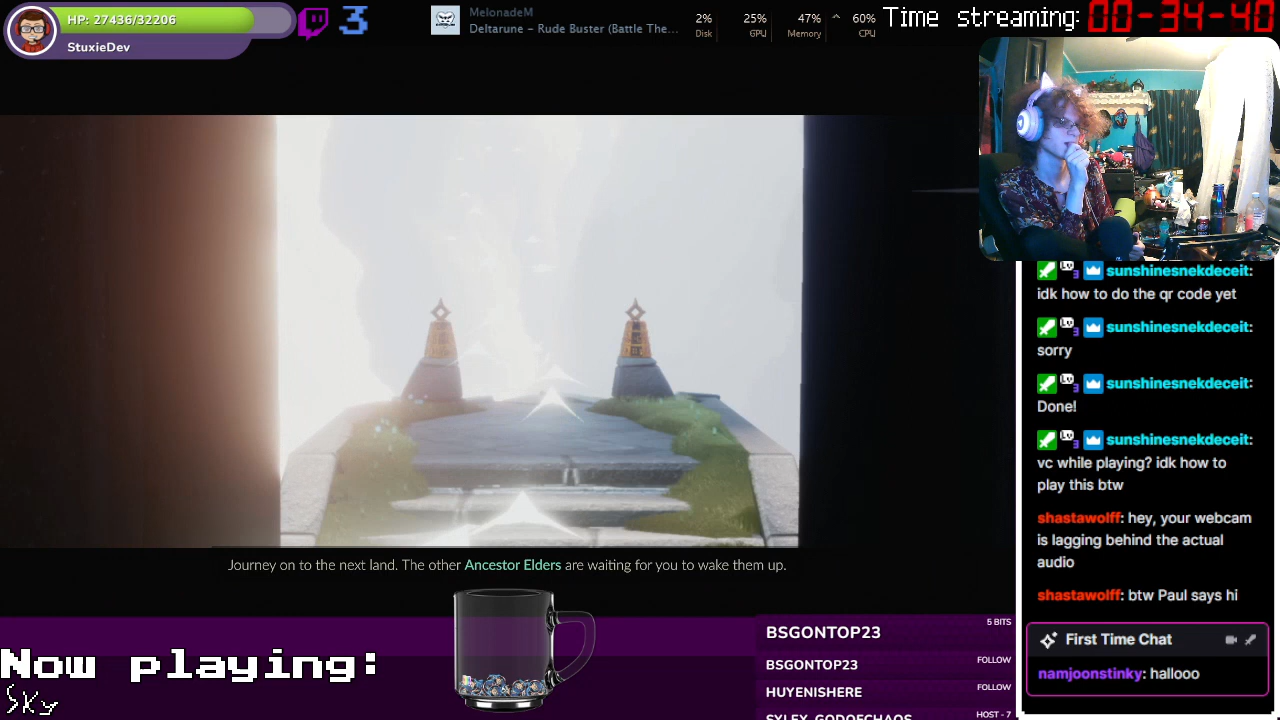 HP: 27436/32206
StuxieDev
3
MelonadeM
Deltarune - Rude Buster (Battle The...
2% 25% 47% 60%
Disk GPU Memory CPU
Time streaming: 00-34-40
sunshinesnekdeceit:
idk how to do the qr code yet
sunshinesnekdeceit:
sorry
sunshinesnekdeceit:
Done!
sunshinesnekdeceit:
vc while playing? idk how to
play this btw
shastawolff: hey, your webcam
is lagging behind the actual
audio
shastawolff: btw Paul says hi
First Time Chat
namjoonstinky: hallooo
Journey on to the next land. The other Ancestor Elders are waiting for you to wake them up.
Now playing:
Sky
BSGONTOP23 5 BITS
BSGONTOP23 FOLLOW
HUYENISHERE FOLLOW
SYLEX_GODOFCHAOS HOST - 7